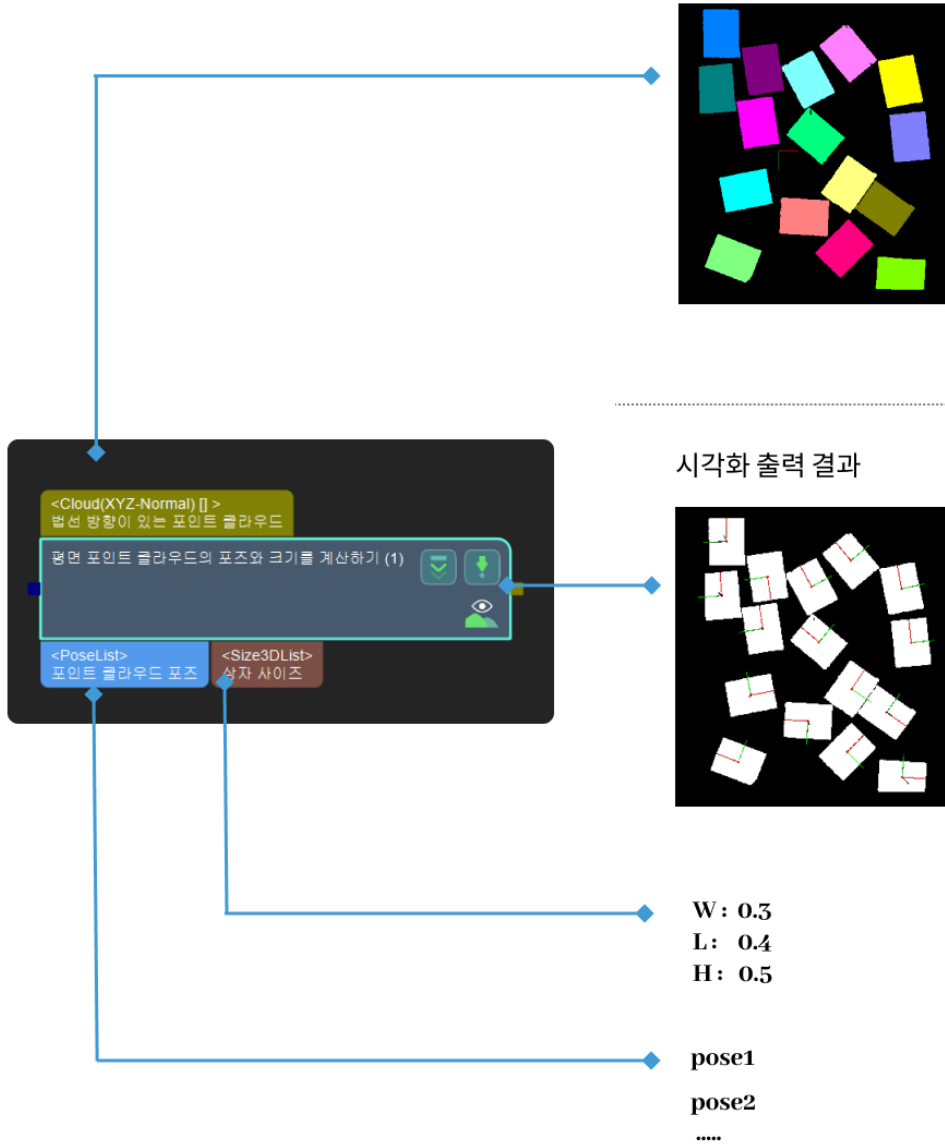 시각화 출력 결과
<Cloud(XYZ-Normal) [] >
법선 방향이 있는 포인트 클라우드
평면 포인트 클라우드의 포즈와 크기를 계산하기 (1)
<PoseList>
포인트 클라우드 포즈
<Size3DList>
상자 사이즈
W : 0.3
L : 0.4
H : 0.5
pose1
pose2
.....